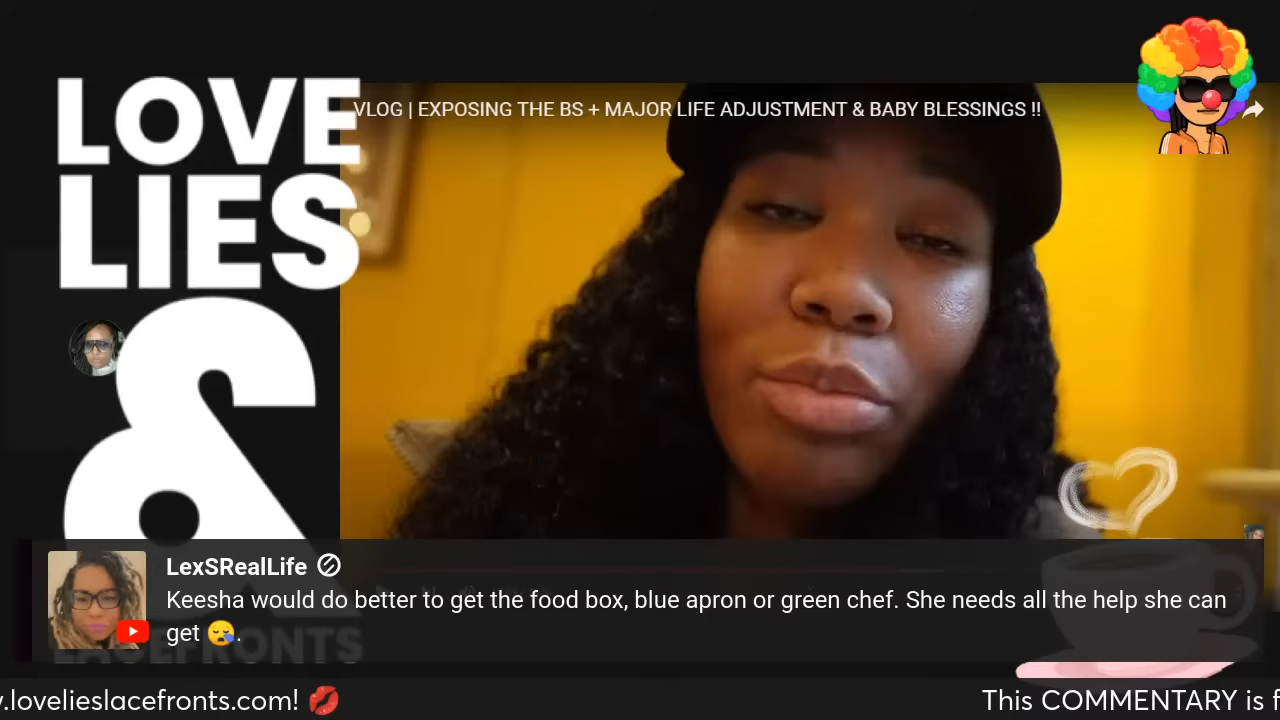 LOVE
LIES
&
VLOG | EXPOSING THE BS + MAJOR LIFE ADJUSTMENT & BABY BLESSINGS !!
LexSRealLife
Keesha would do better to get the food box, blue apron or green chef. She needs all the help she can
get 😪.
LACEFRONTS
.lovelieslacefronts.com! 💋
This COMMENTARY is f